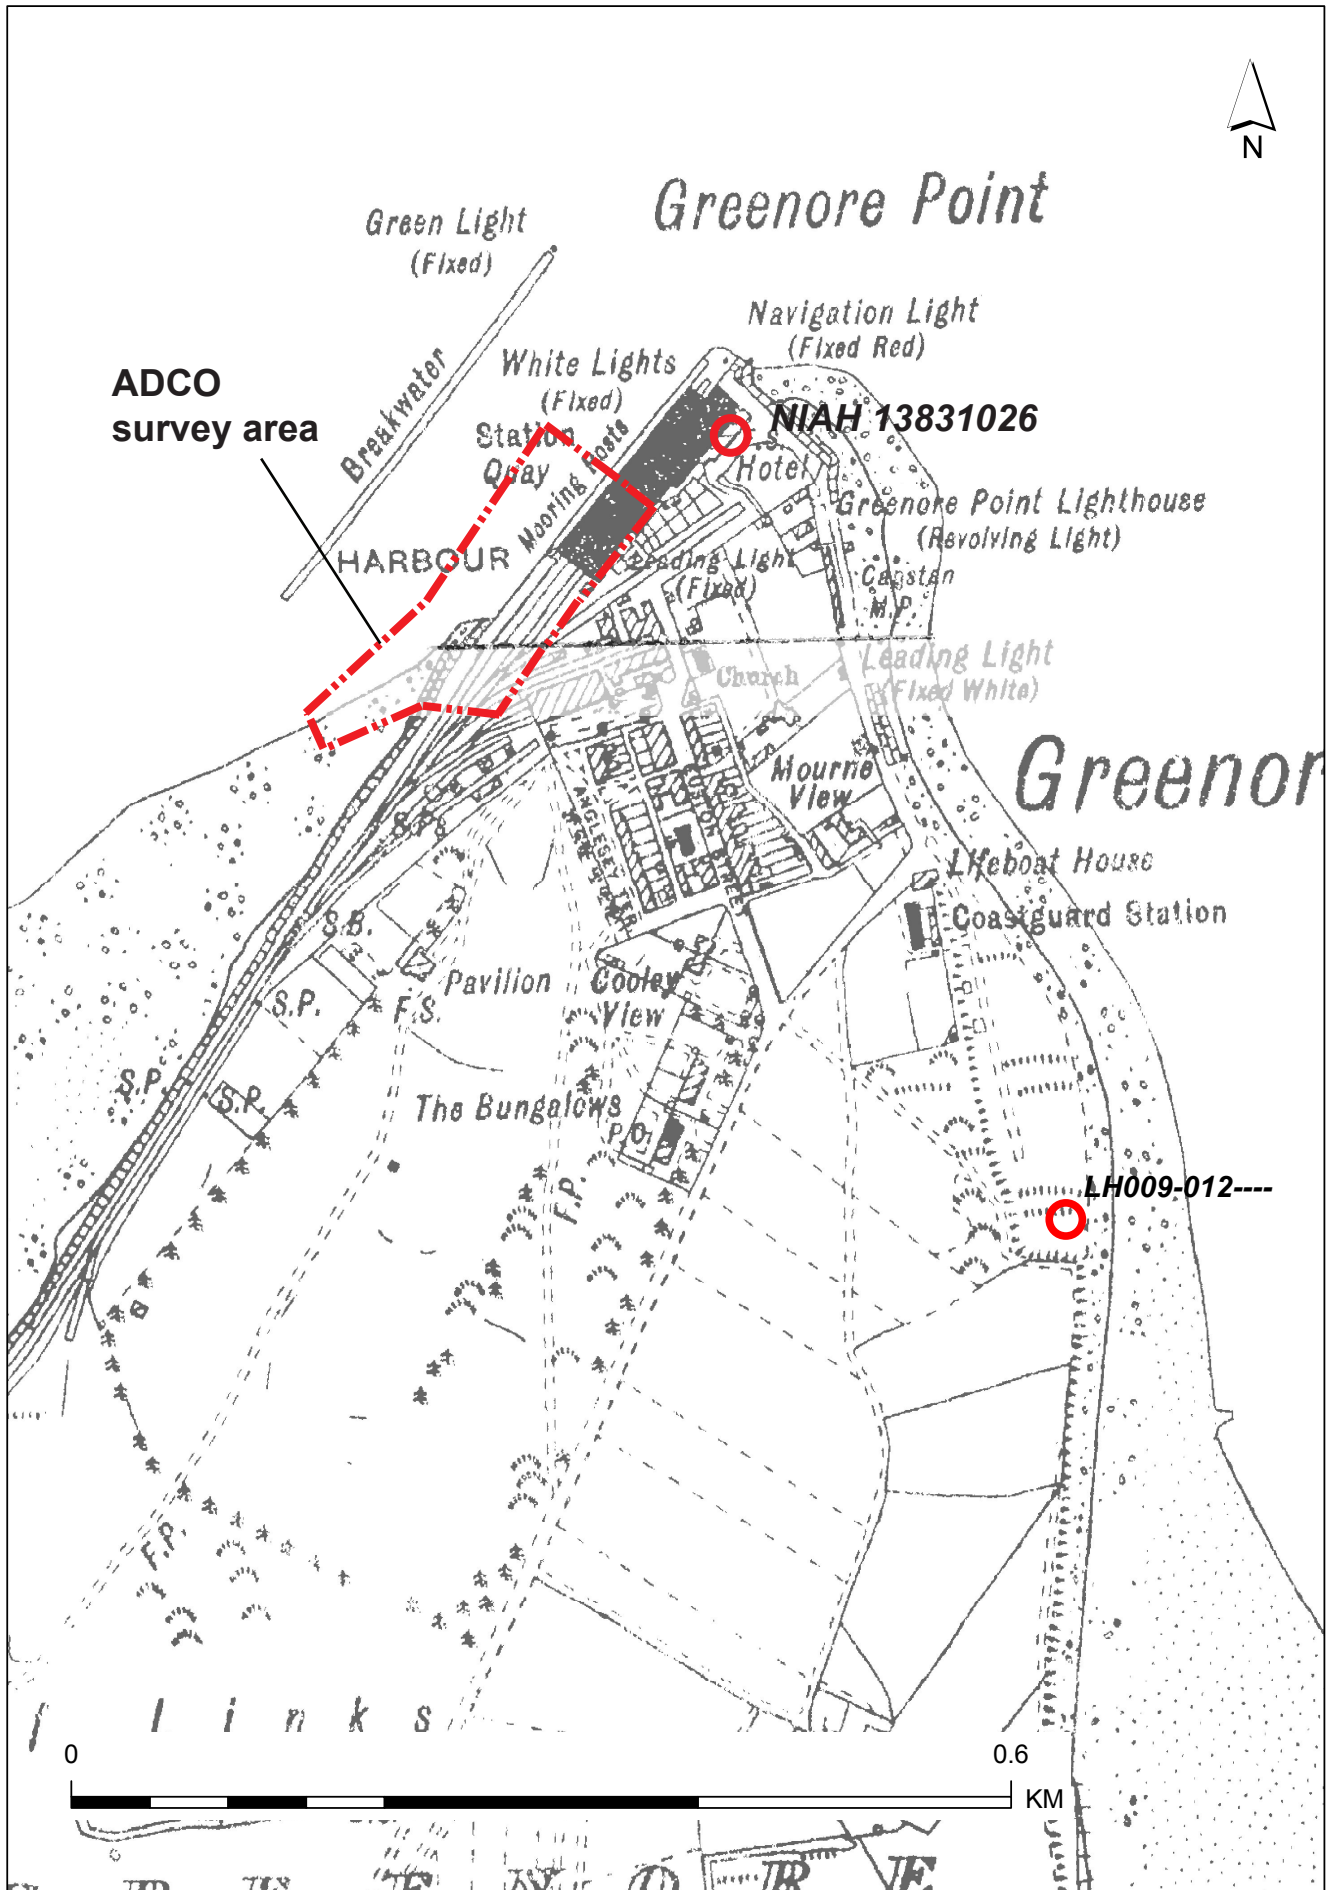 N
Greenore Point
Green Light
(Fixed)
Navigation Light
(Fixed Red)
White Lights
(Fixed)
ADCO
survey area
Breakwater
NIAH 13831026
Station
Quay
Mooring Posts
Hotel
Greenore Point Lighthouse
(Revolving Light)
HARBOUR
Leading Light
(Fixed)
Capstan
M.P.
Leading Light
(Fixed White)
Church
Greenor
Mourne
View
ANGLESEY TER.
S.Ps.
Lifeboat House
Coastguard Station
S.B.
Pavilion
Cooley
View
S.P.
F.S.
S.P.
S.P.
The Bungalows
P.O.
F.P.
LH009-012----
F.P.
f Links
0
0.6
KM